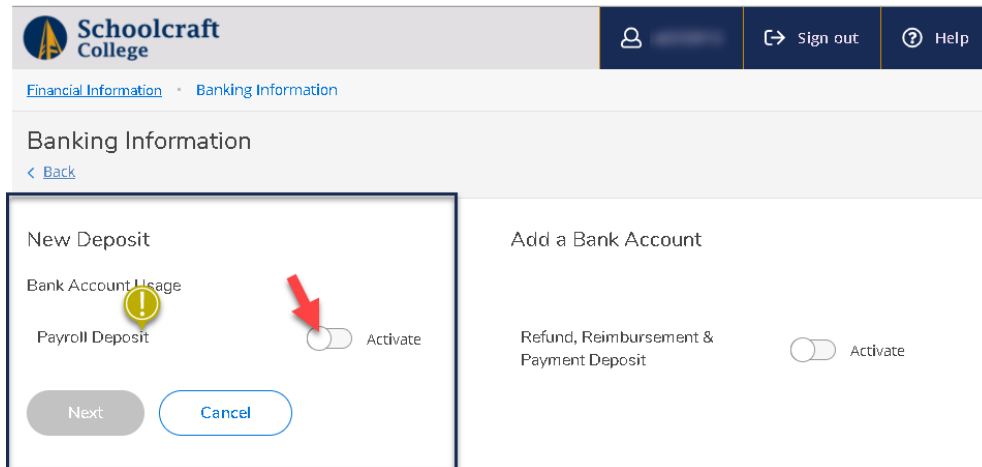 Schoolcraft
College
Sign out
Help
Financial Information • Banking Information
Banking Information
< Back
New Deposit
Bank Account Usage
!
Payroll Deposit
Activate
Next
Cancel
Add a Bank Account
Refund, Reimbursement &
Payment Deposit
Activate